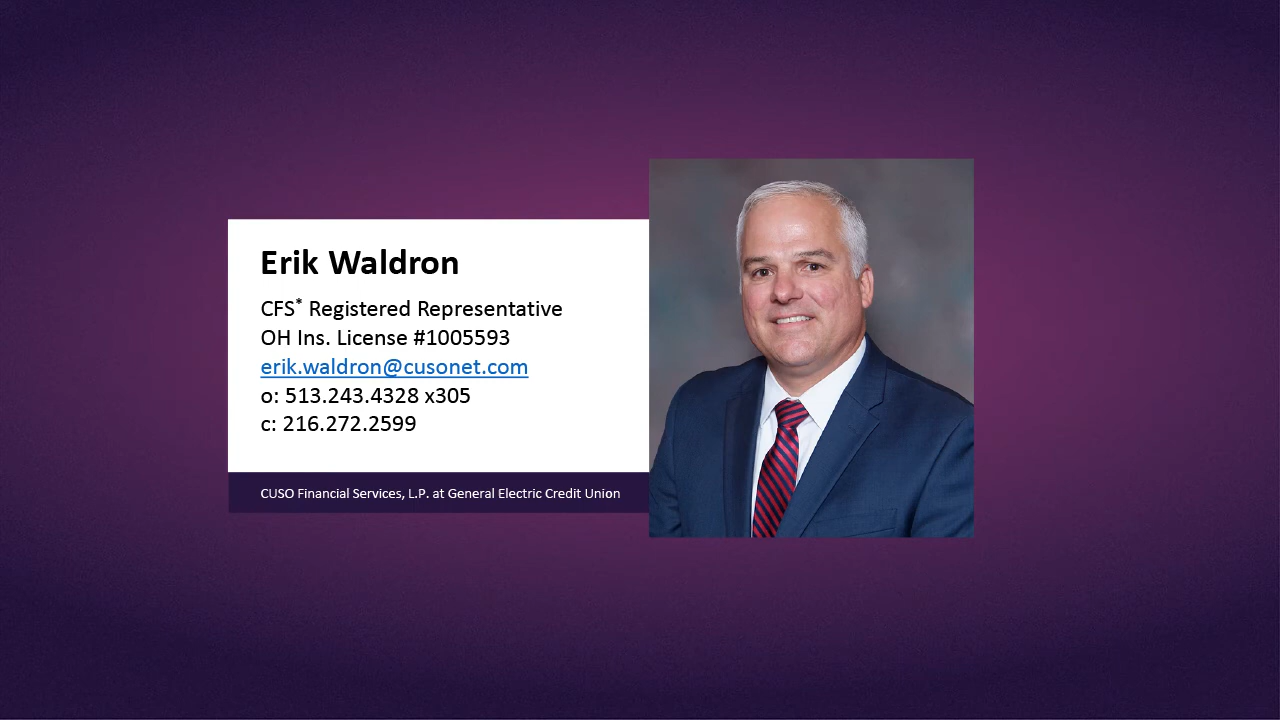 Erik Waldron
CFS* Registered Representative
OH Ins. License #1005593
erik.waldron@cusonet.com
o: 513.243.4328 x305
c: 216.272.2599
CUSO Financial Services, L.P. at General Electric Credit Union